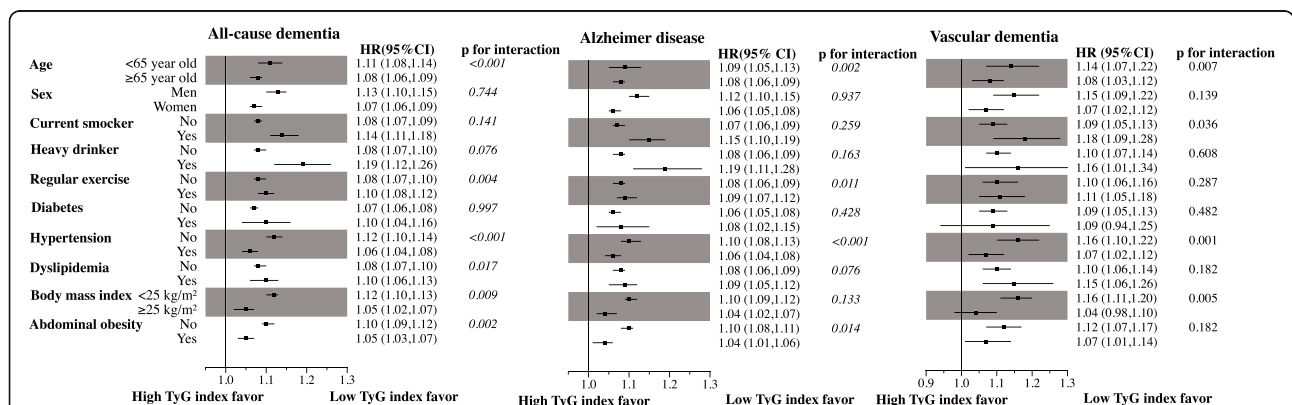 All-cause dementia
HR(95%CI) p for interaction
Age <65 year old 1.11 (1.08,1.14) <0.001
≥65 year old 1.08 (1.06,1.09)
Sex Men 1.13 (1.10,1.15) 0.744
Women 1.07 (1.06,1.09)
Current smocker No 1.08 (1.07,1.09) 0.141
Yes 1.14 (1.11,1.18)
Heavy drinker No 1.08 (1.07,1.10) 0.076
Yes 1.19 (1.12,1.26)
Regular exercise No 1.08 (1.07,1.10) 0.004
Yes 1.10 (1.08,1.12)
Diabetes No 1.07 (1.06,1.08) 0.997
Yes 1.10 (1.04,1.16)
Hypertension No 1.12 (1.10,1.14) <0.001
Yes 1.06 (1.04,1.08)
Dyslipidemia No 1.08 (1.07,1.10) 0.017
Yes 1.10 (1.06,1.13)
Body mass index <25 kg/m² 1.12 (1.10,1.13) 0.009
≥25 kg/m² 1.05 (1.02,1.07)
Abdominal obesity No 1.10 (1.09,1.12) 0.002
Yes 1.05 (1.03,1.07)
1.0 1.1 1.2 1.3
High TyG index favor Low TyG index favor
Alzheimer disease
HR(95% CI) p for interaction
1.09 (1.05,1.13) 0.002
1.08 (1.06,1.09)
1.12 (1.10,1.15) 0.937
1.06 (1.05,1.08)
1.07 (1.06,1.09) 0.259
1.15 (1.10,1.19)
1.08 (1.06,1.09) 0.163
1.19 (1.11,1.28)
1.08 (1.06,1.09) 0.011
1.09 (1.07,1.12)
1.06 (1.05,1.08) 0.428
1.08 (1.02,1.15)
1.10 (1.08,1.13) <0.001
1.06 (1.04,1.08)
1.08 (1.06,1.09) 0.076
1.09 (1.05,1.12)
1.10 (1.09,1.12) 0.133
1.04 (1.02,1.07)
1.10 (1.08,1.11) 0.014
1.04 (1.01,1.06)
1.0 1.1 1.2 1.3
High TyG index favor Low TyG index favor
Vascular dementia
HR (95%CI) p for interaction
1.14 (1.07,1.22) 0.007
1.08 (1.03,1.12)
1.15 (1.09,1.22) 0.139
1.07 (1.02,1.12)
1.09 (1.05,1.13) 0.036
1.18 (1.09,1.28)
1.10 (1.07,1.14) 0.608
1.16 (1.01,1.34)
1.10 (1.06,1.16) 0.287
1.11 (1.05,1.18)
1.09 (1.05,1.13) 0.482
1.09 (0.94,1.25)
1.16 (1.10,1.22) 0.001
1.07 (1.02,1.12)
1.10 (1.06,1.14) 0.182
1.15 (1.06,1.26)
1.16 (1.11,1.20) 0.005
1.04 (0.98,1.10)
1.12 (1.07,1.17) 0.182
1.07 (1.01,1.14)
0.9 1.0 1.1 1.2 1.3
High TyG index favor Low TyG index favor